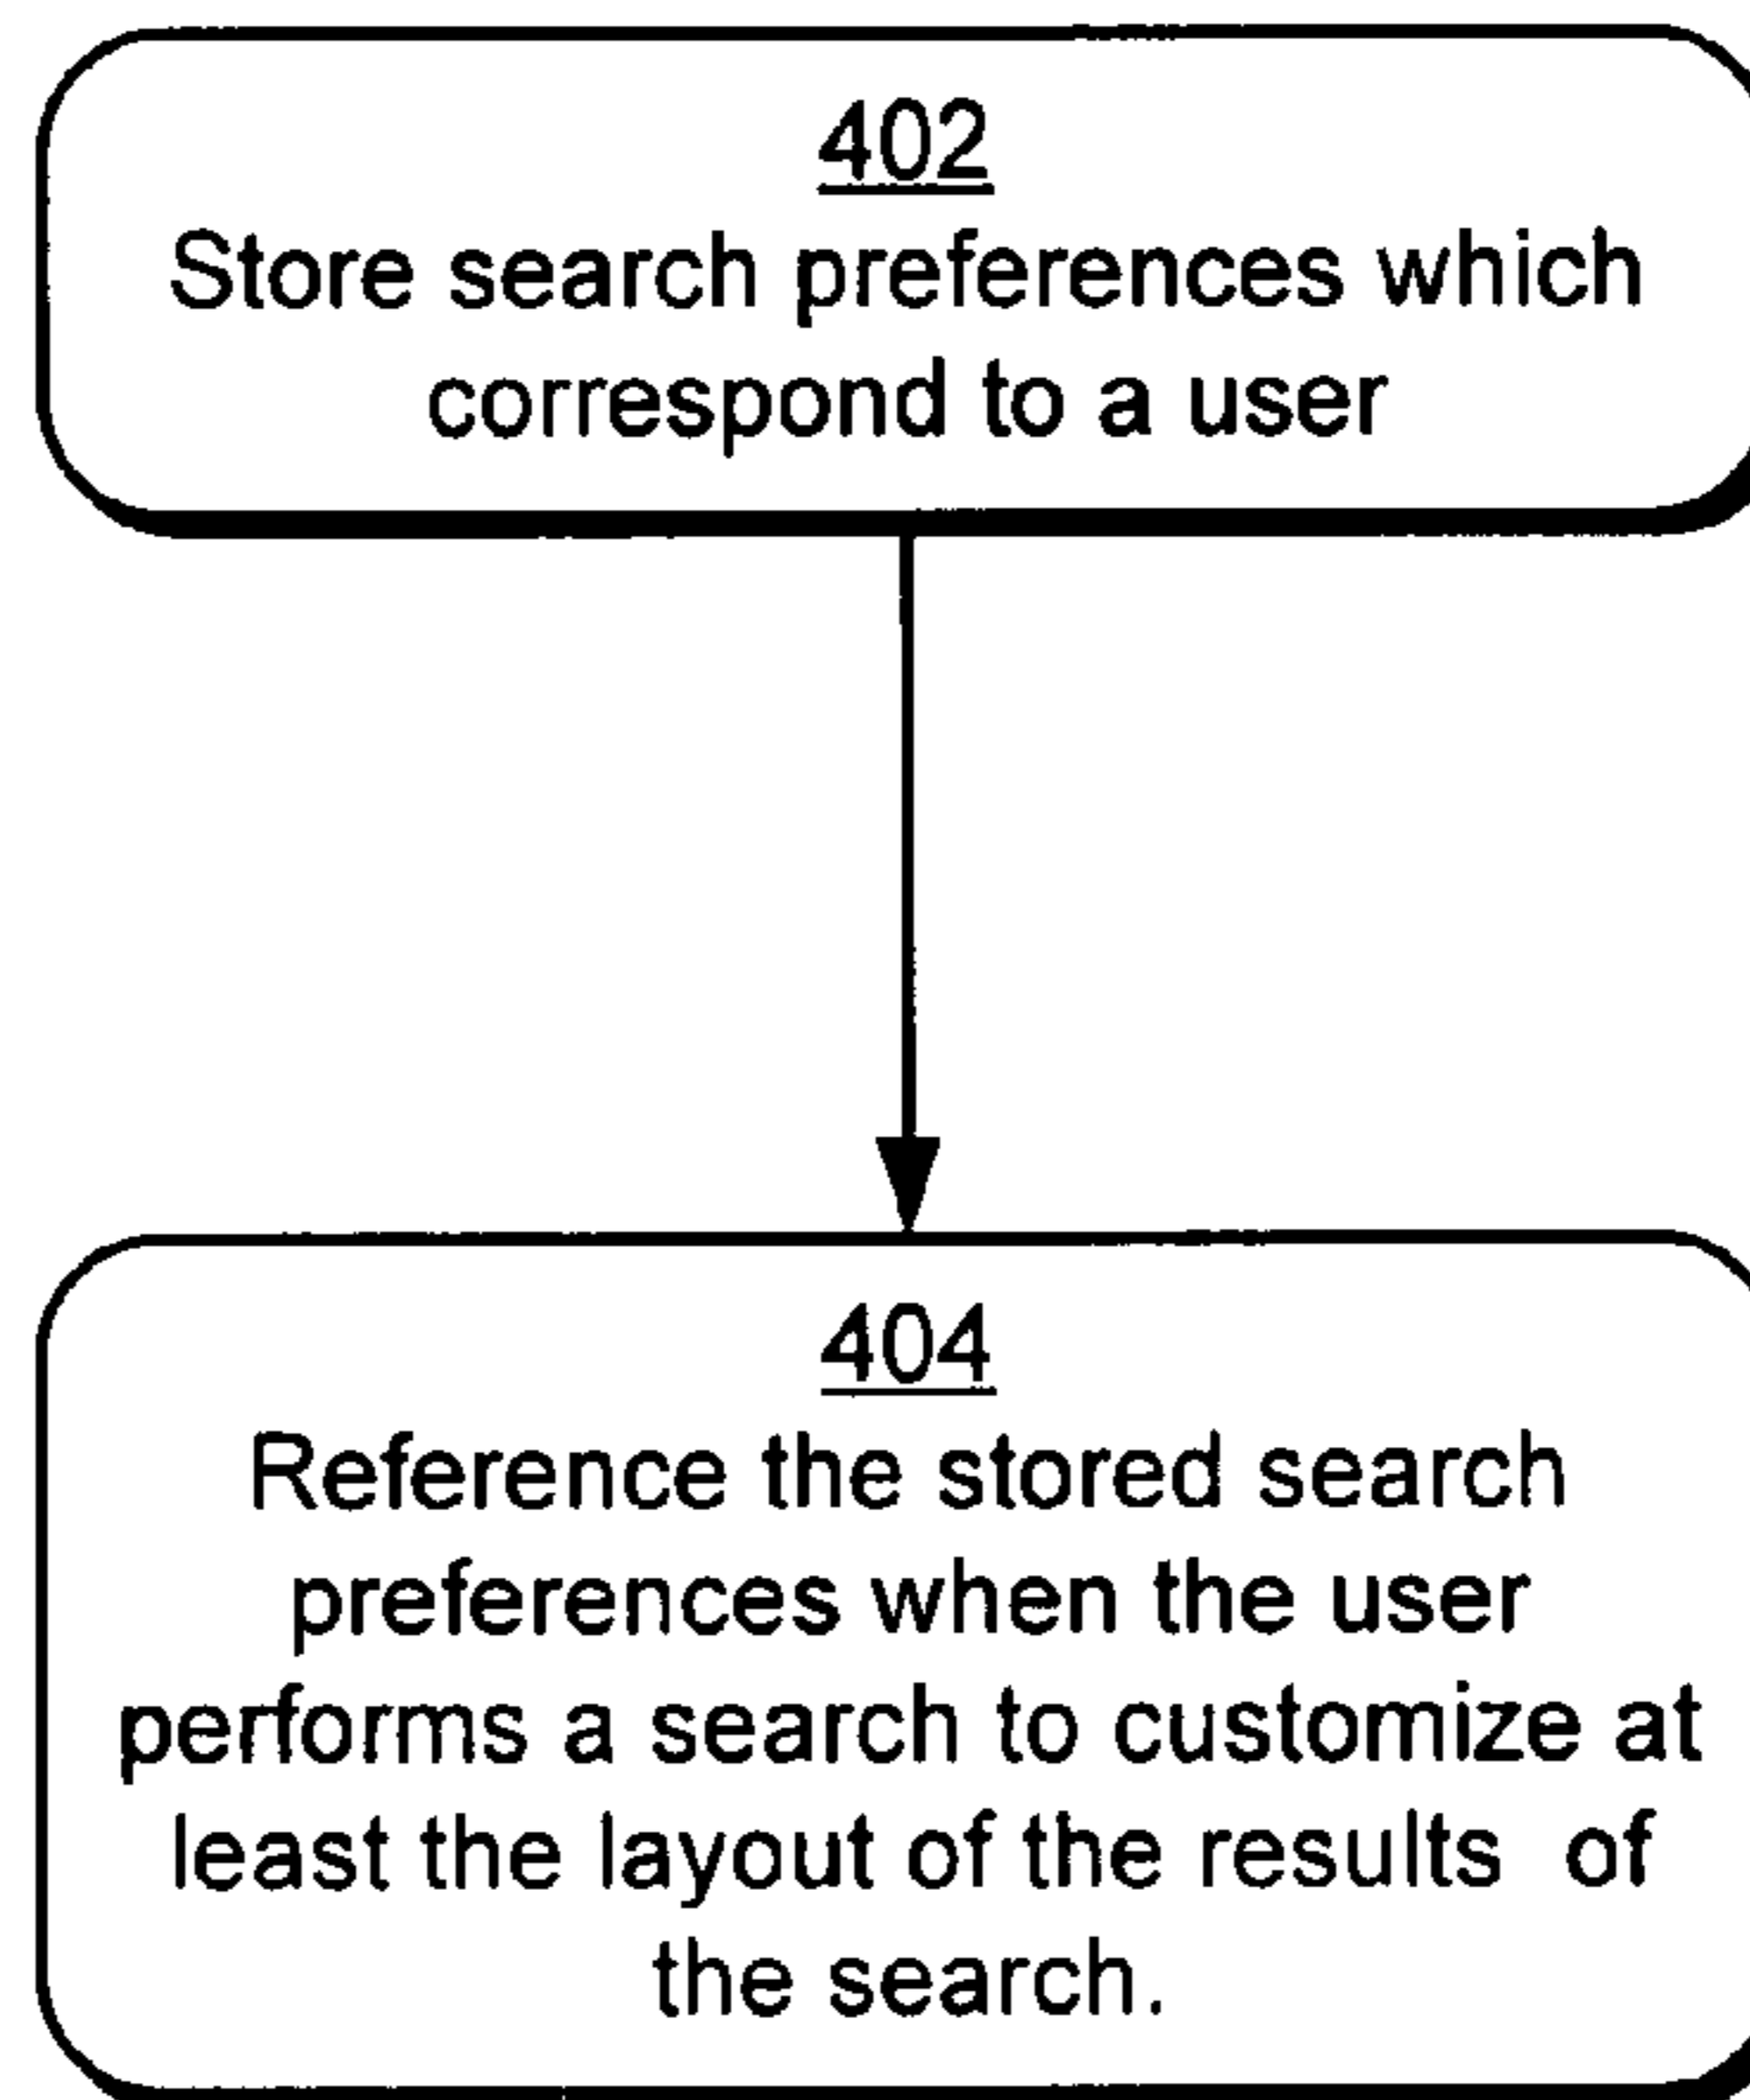 402
Store search preferences which
correspond to a user
404
Reference the stored search
preferences when the user
performs a search to customize at
least the layout of the results of
the search.